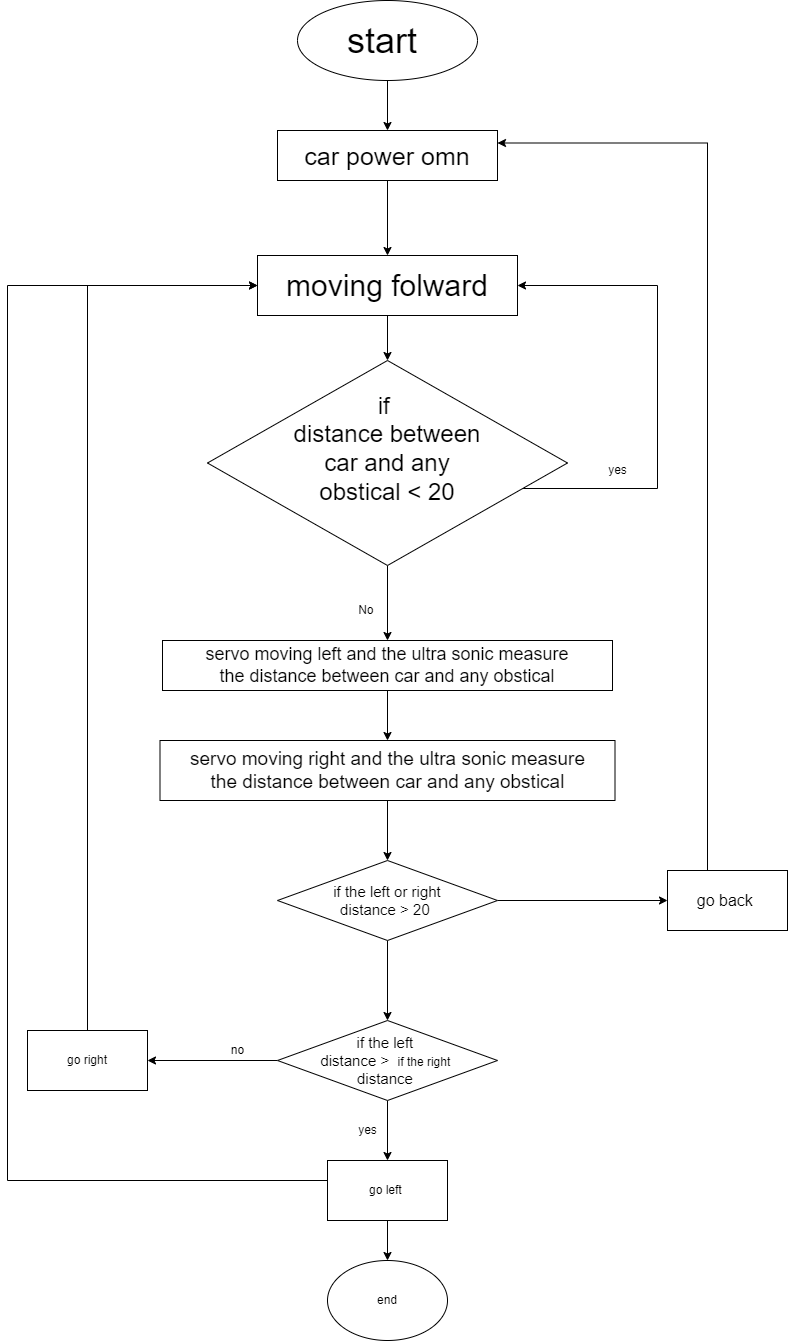 start
car power omn
moving folward
if
distance between
car and any
obstical < 20
yes
No
servo moving left and the ultra sonic measure
the distance between car and any obstical
servo moving right and the ultra sonic measure
the distance between car and any obstical
if the left or right
distance > 20
go back
if the left
distance > if the right
distance
no
go right
yes
go left
end